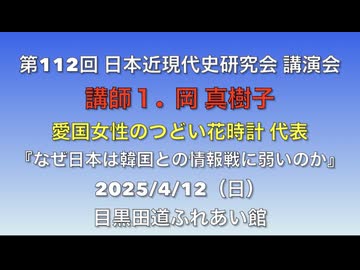 第112回 日本近現代史研究会 講演会
講師１．岡 真樹子
愛国女性のつどい花時計 代表
『なぜ日本は韓国との情報戦に弱いのか』
2025/4/12（日）
目黒田道ふれあい館